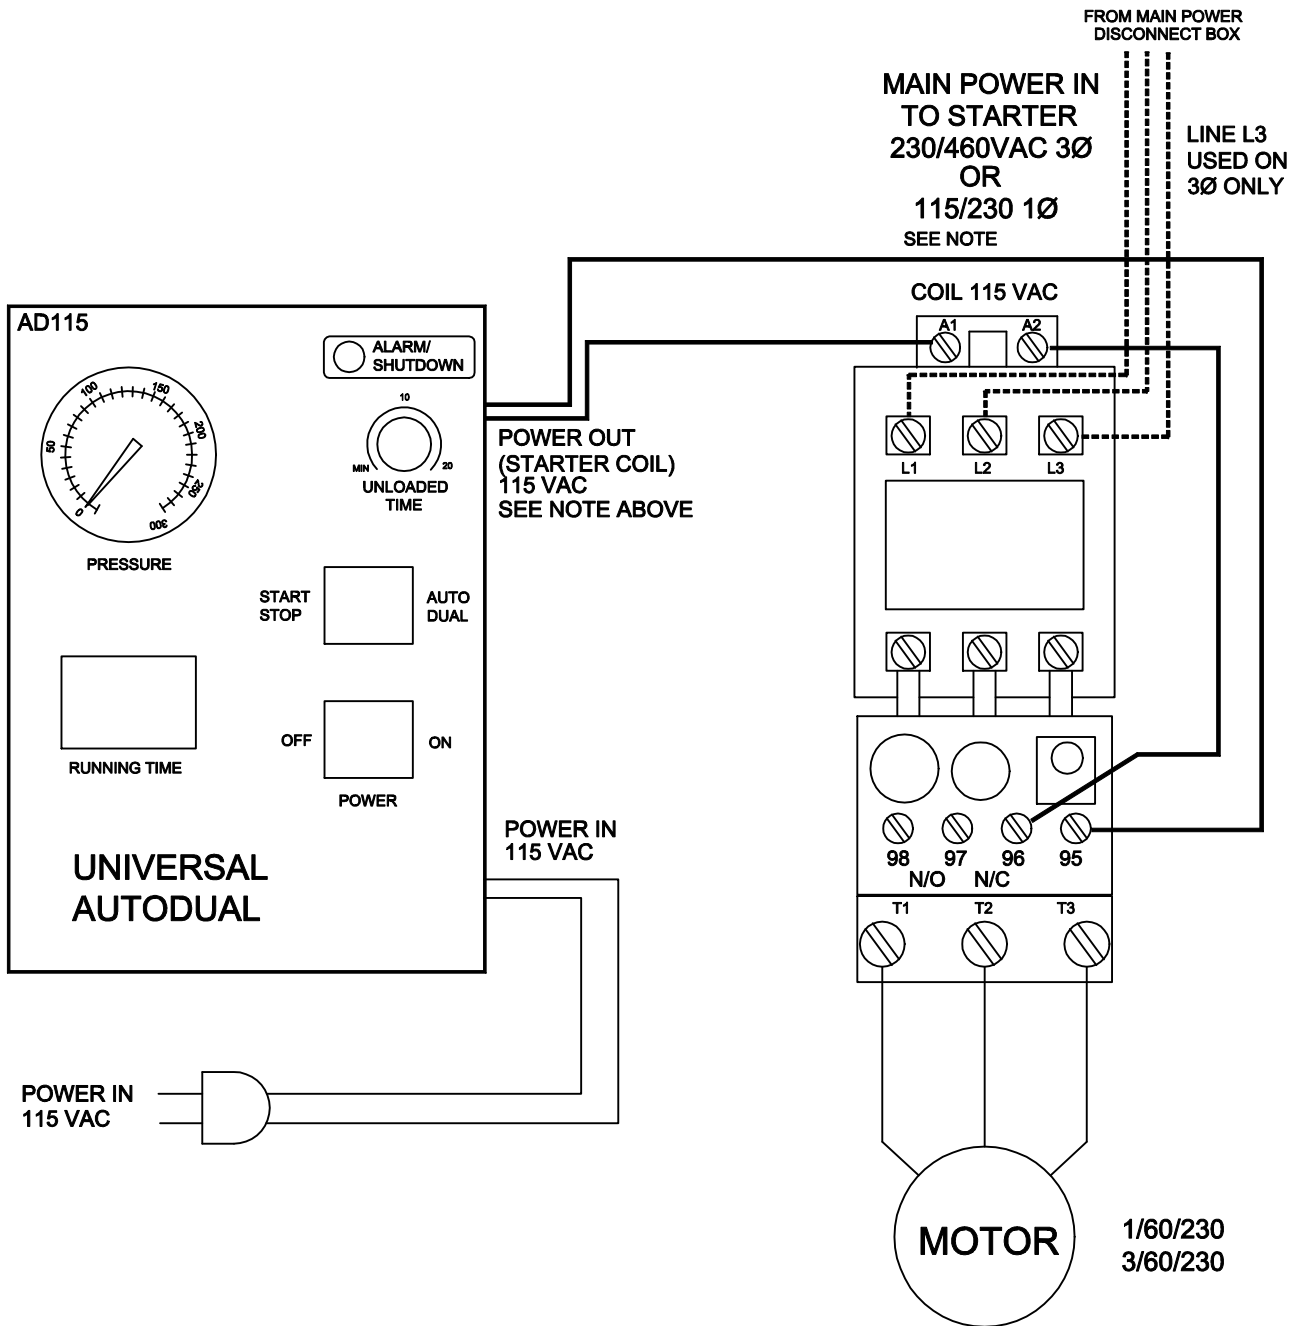 FROM MAIN POWER
DISCONNECT BOX
MAIN POWER IN
TO STARTER
230/460VAC 3Ø
OR
115/230 1Ø
SEE NOTE
LINE L3
USED ON
3Ø ONLY
COIL 115 VAC
A1
A2
L1
L2
L3
AD115
ALARM/
SHUTDOWN
0
50
100
150
200
250
300
PRESSURE
MIN
10
20
UNLOADED
TIME
POWER OUT
(STARTER COIL)
115 VAC
SEE NOTE ABOVE
START
STOP
AUTO
DUAL
RUNNING TIME
OFF
ON
POWER
UNIVERSAL
AUTODUAL
POWER IN
115 VAC
POWER IN
115 VAC
98
97
96
95
N/O
N/C
T1
T2
T3
MOTOR
1/60/230
3/60/230